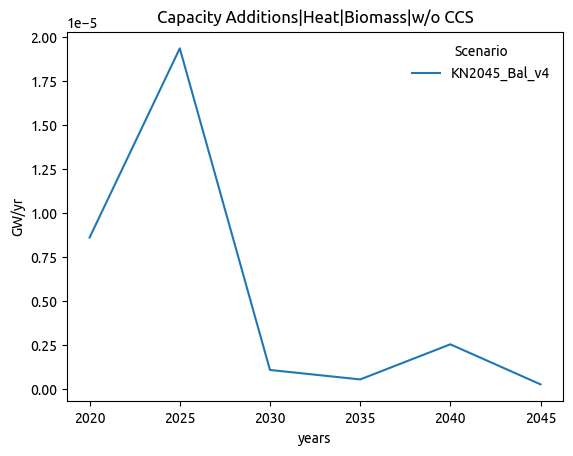 Capacity Additions|Heat|Biomass|w/o CCS
1e−5
2.00
1.75
1.50
1.25
1.00
0.75
0.50
0.25
0.00
GW/yr
Scenario
KN2045_Bal_v4
2020 2025 2030 2035 2040 2045
years